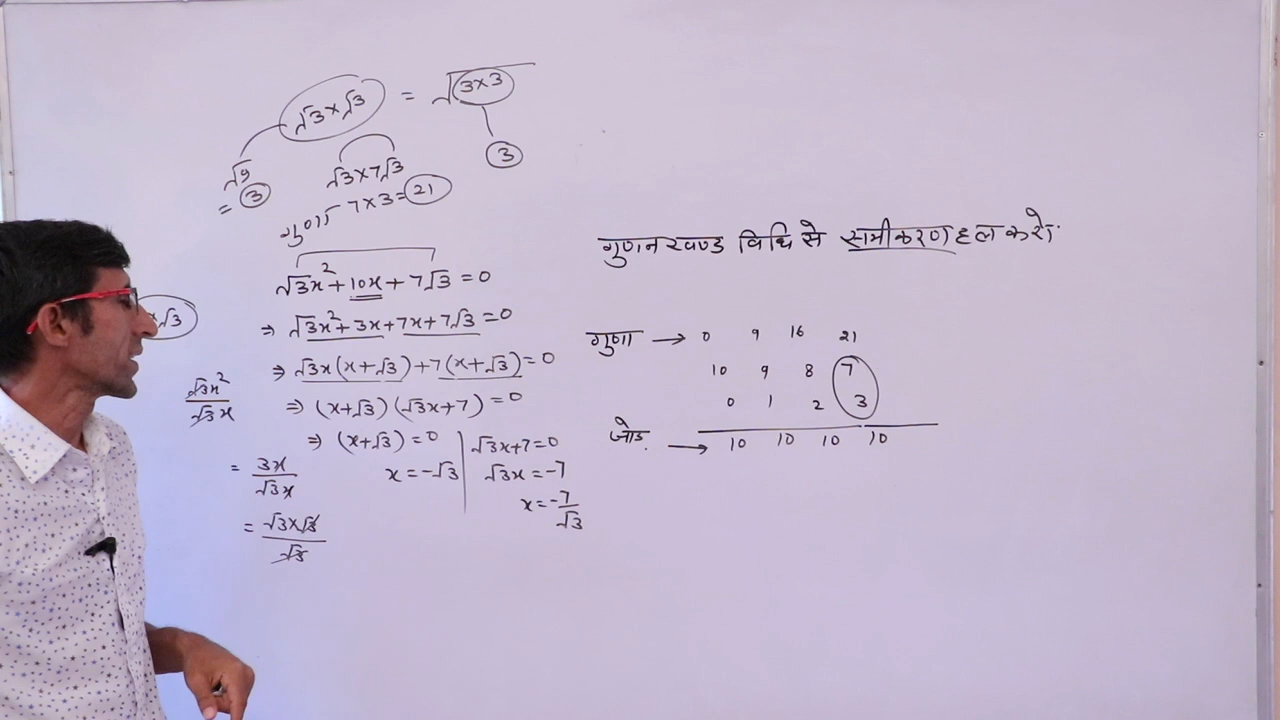 √3×√3 = √3×3
√9
= 3
3
√3×7√3
गुणा 7×3=21
√3x²+10x+7√3=0
⇒ √3x²+3x+7x+7√3=0
⇒ √3x(x+√3)+7(x+√3)=0
⇒ (x+√3)(√3x+7)=0
⇒ (x+√3)=0 | √3x+7=0
x=-√3 | √3x=-7
x=-7/√3
√3
√3x²/√3x
= 3x/√3x
= √3×√3/√3
गुणनखण्ड विधि से समीकरण हल करो.
गुणा → 0 9 16 21
10 9 8 7
0 1 2 3
जोड. → 10 10 10 10